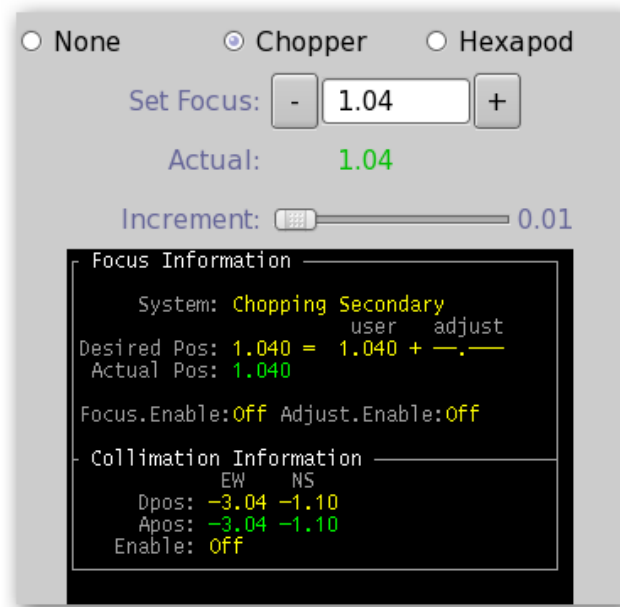 None Chopper Hexapod
Set Focus: - 1.04 +
Actual: 1.04
Increment: 0.01
Focus Information
System: Chopping Secondary
user adjust
Desired Pos: 1.040 = 1.040 + --.---
Actual Pos: 1.040
Focus.Enable:Off Adjust.Enable:Off
Collimation Information
EW NS
Dpos: -3.04 -1.10
Apos: -3.04 -1.10
Enable: Off